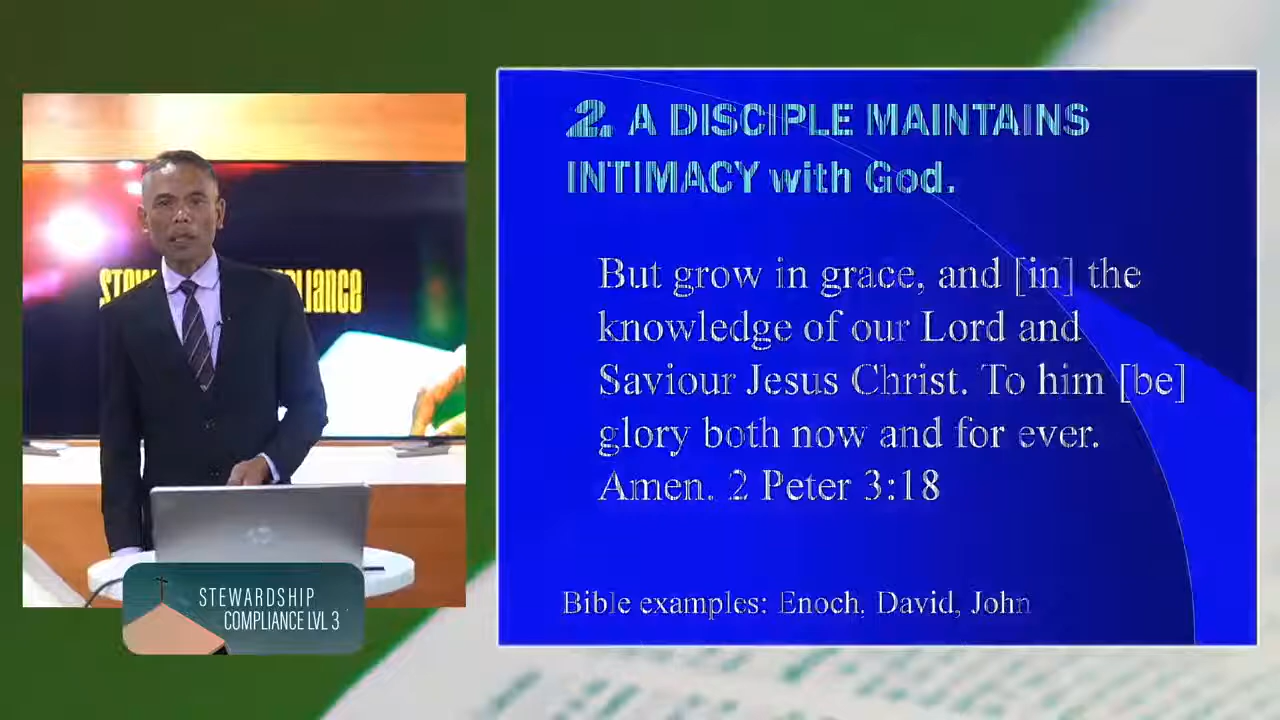 2. A DISCIPLE MAINTAINS
INTIMACY with God.
But grow in grace, and [in] the
knowledge of our Lord and
Saviour Jesus Christ. To him [be]
glory both now and for ever.
Amen. 2 Peter 3:18
Bible examples: Enoch, David, John
STEWARDSHIP
COMPLIANCE LVL 3